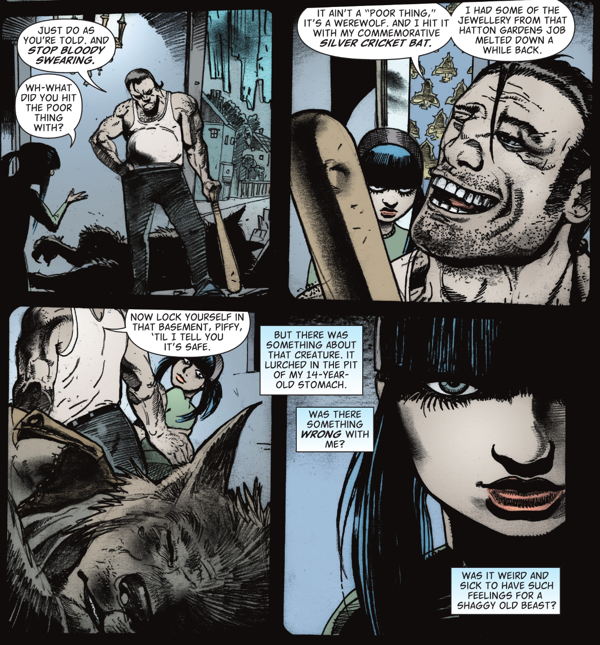 JUST DO AS
YOU'RE TOLD, AND
STOP BLOODY
SWEARING.
WH-WHAT
DID YOU HIT
THE POOR
THING
WITH?
IT AIN'T A "POOR THING,"
IT'S A WEREWOLF. AND I HIT IT
WITH MY COMMEMORATIVE
SILVER CRICKET BAT.
I HAD SOME OF THE
JEWELLERY FROM THAT
HATTON GARDENS JOB
MELTED DOWN A
WHILE BACK.
NOW LOCK YOURSELF IN
THAT BASEMENT, PIFFY,
'TIL I TELL YOU
IT'S SAFE.
BUT THERE WAS
SOMETHING ABOUT
THAT CREATURE. IT
LURCHED IN THE PIT
OF MY 14-YEAR-
OLD STOMACH.
WAS THERE
SOMETHING
WRONG WITH
ME?
WAS IT WEIRD AND
SICK TO HAVE SUCH
FEELINGS FOR A
SHAGGY OLD BEAST?